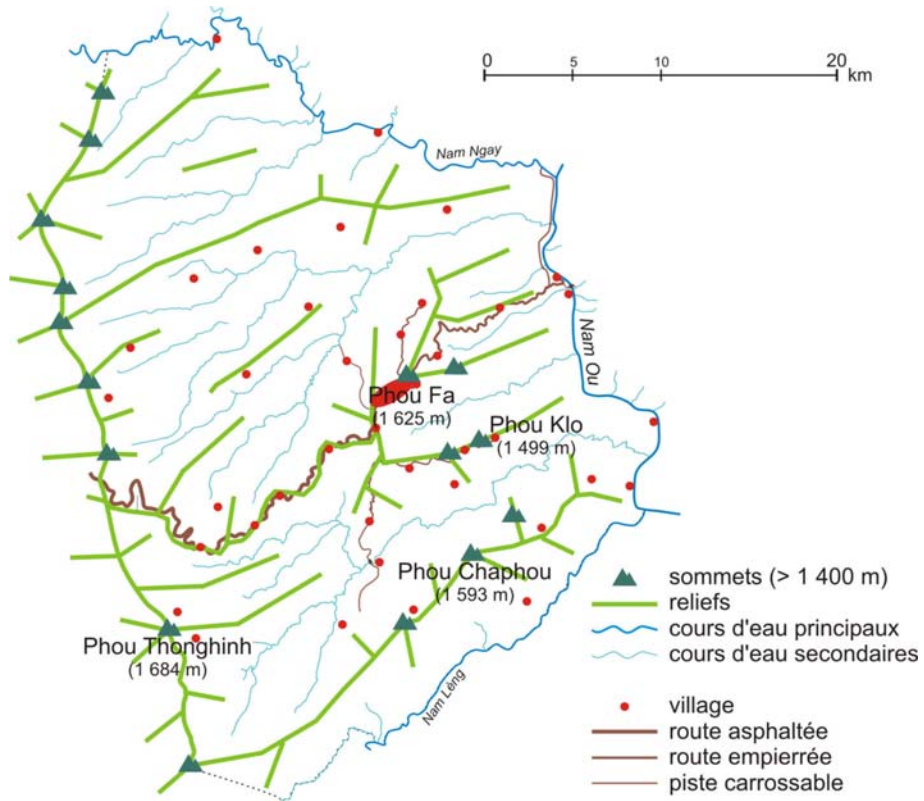 0
5
10
20
km
Nam Ngay
Nam Ou
Phou Fa
(1 625 m)
Phou Klo
(1 499 m)
Phou Chaphou
(1 593 m)
Phou Thonghinh
(1 684 m)
Nam Lèng
sommets (> 1 400 m)
reliefs
cours d'eau principaux
cours d'eau secondaires
village
route asphaltée
route empierrée
piste carrossable